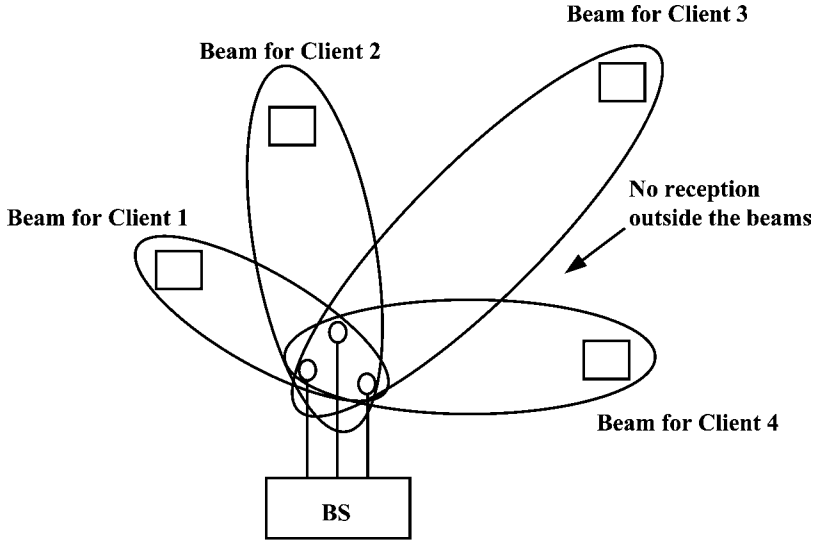 Beam for Client 3
Beam for Client 2
No reception
outside the beams
Beam for Client 1
Beam for Client 4
BS